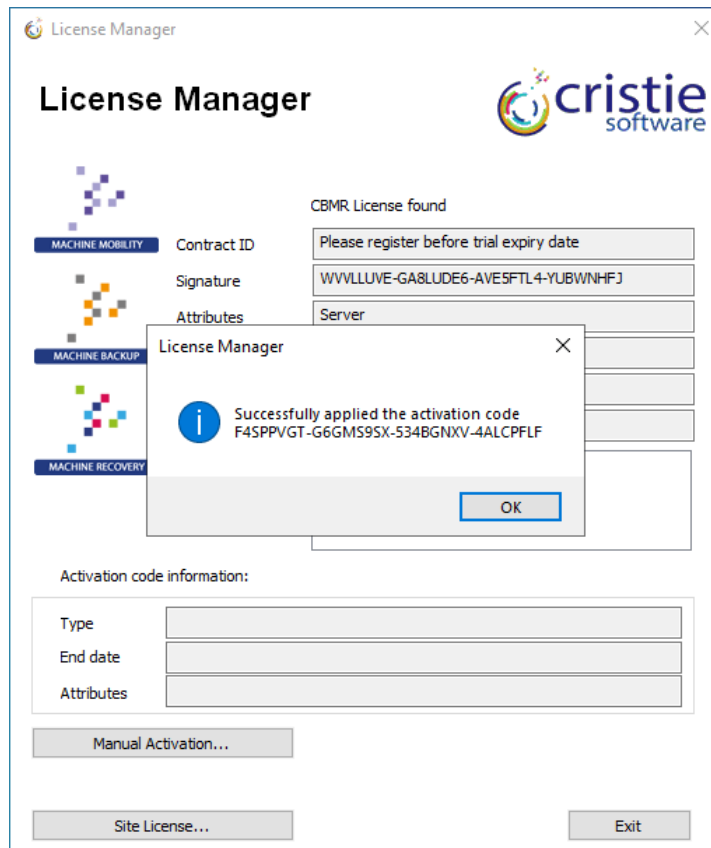 License Manager
License Manager
cristie
software
CBMR License found
MACHINE MOBILITY
Contract ID
Please register before trial expiry date
Signature
WVVLLUVE-GA8LUDE6-AVE5FTL4-YUBWNHFJ
Attributes
Server
MACHINE BACKUP
MACHINE RECOVERY
License Manager
Successfully applied the activation code
F4SPPVGT-G6GMS9SX-534BGNXV-4ALCPFLF
OK
Activation code information:
Type
End date
Attributes
Manual Activation...
Site License...
Exit